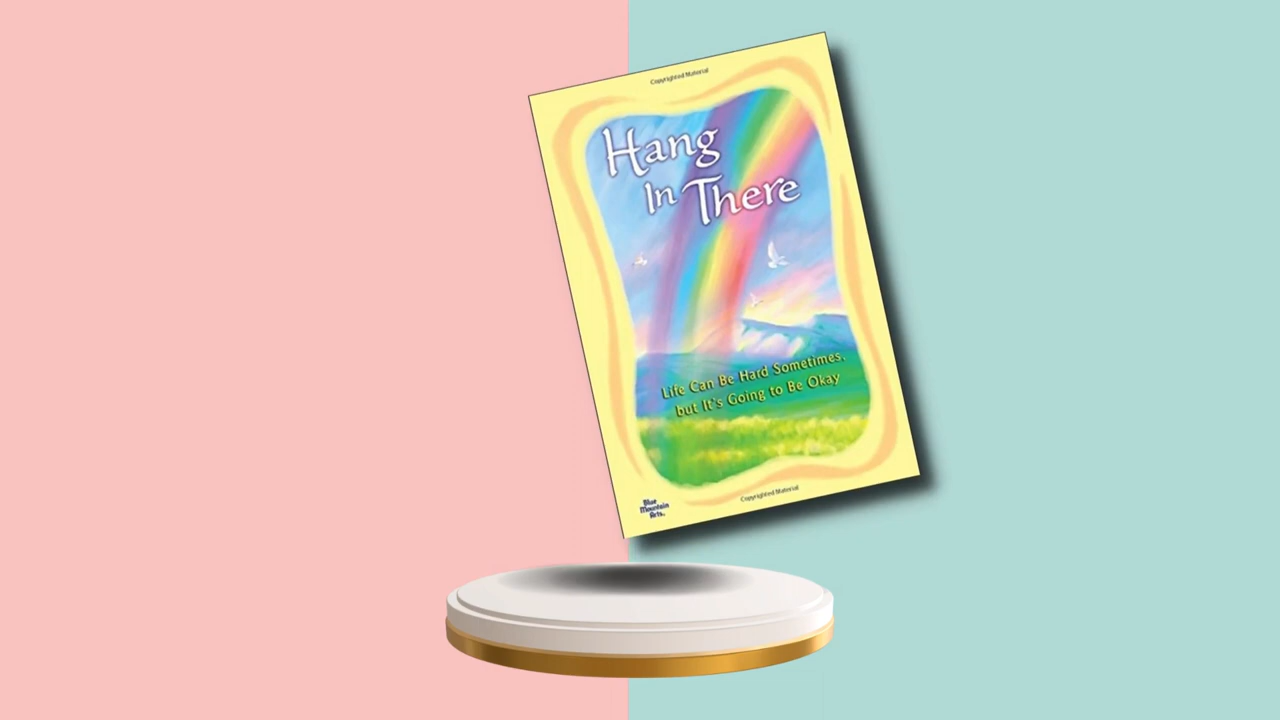 Copyrighted Material
Hang
In There
Life Can Be Hard Sometimes,
but It's Going to Be Okay
Blue
Mountain
Arts.
Copyrighted Material